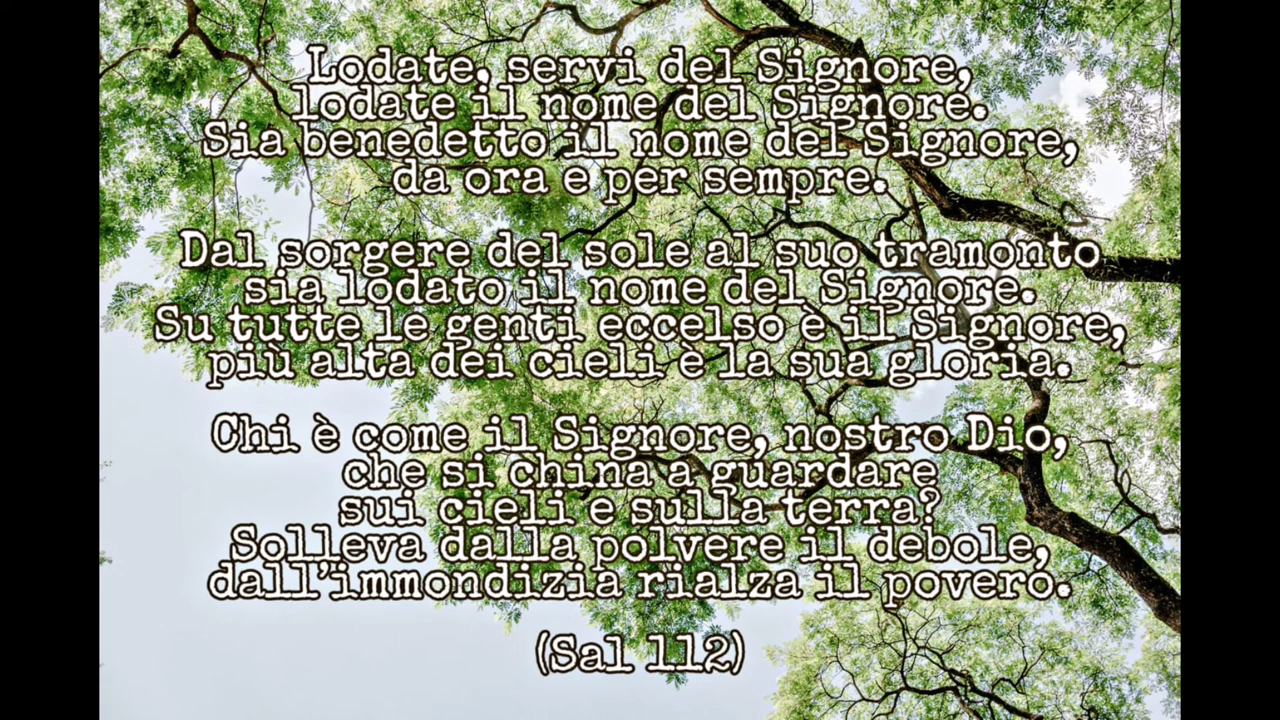 Lodate, servi del Signore,
lodate il nome del Signore.
Sia benedetto il nome del Signore,
da ora e per sempre.
Dal sorgere del sole al suo tramonto
sia lodato il nome del Signore.
Su tutte le genti eccelso è il Signore,
più alta dei cieli è la sua gloria.
Chi è come il Signore, nostro Dio,
che si china a guardare
sui cieli e sulla terra?
Solleva dalla polvere il debole,
dall'immondizia rialza il povero.
(Sal 112)